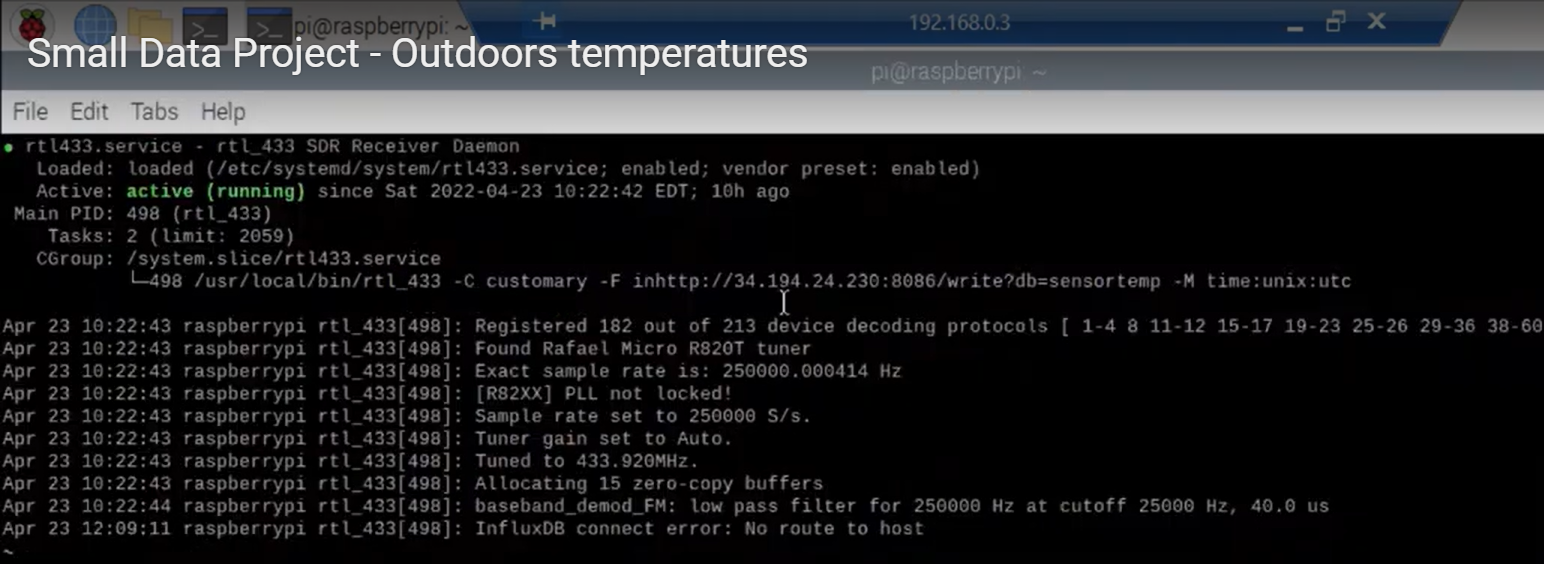 pi@raspberrypi: ~
192.168.0.3
Small Data Project - Outdoors temperatures
pi@raspberrypi: ~
File Edit Tabs Help
● rtl433.service - rtl_433 SDR Receiver Daemon
Loaded: loaded (/etc/systemd/system/rtl433.service; enabled; vendor preset: enabled)
Active: active (running) since Sat 2022-04-23 10:22:42 EDT; 10h ago
Main PID: 498 (rtl_433)
Tasks: 2 (limit: 2059)
CGroup: /system.slice/rtl433.service
└─498 /usr/local/bin/rtl_433 -C customary -F inhttp://34.194.24.230:8086/write?db=sensortemp -M time:unix:utc
Apr 23 10:22:43 raspberrypi rtl_433[498]: Registered 182 out of 213 device decoding protocols [ 1-4 8 11-12 15-17 19-23 25-26 29-36 38-60
Apr 23 10:22:43 raspberrypi rtl_433[498]: Found Rafael Micro R820T tuner
Apr 23 10:22:43 raspberrypi rtl_433[498]: Exact sample rate is: 250000.000414 Hz
Apr 23 10:22:43 raspberrypi rtl_433[498]: [R82XX] PLL not locked!
Apr 23 10:22:43 raspberrypi rtl_433[498]: Sample rate set to 250000 S/s.
Apr 23 10:22:43 raspberrypi rtl_433[498]: Tuner gain set to Auto.
Apr 23 10:22:43 raspberrypi rtl_433[498]: Tuned to 433.920MHz.
Apr 23 10:22:43 raspberrypi rtl_433[498]: Allocating 15 zero-copy buffers
Apr 23 10:22:44 raspberrypi rtl_433[498]: baseband_demod_FM: low pass filter for 250000 Hz at cutoff 25000 Hz, 40.0 us
Apr 23 12:09:11 raspberrypi rtl_433[498]: InfluxDB connect error: No route to host
~